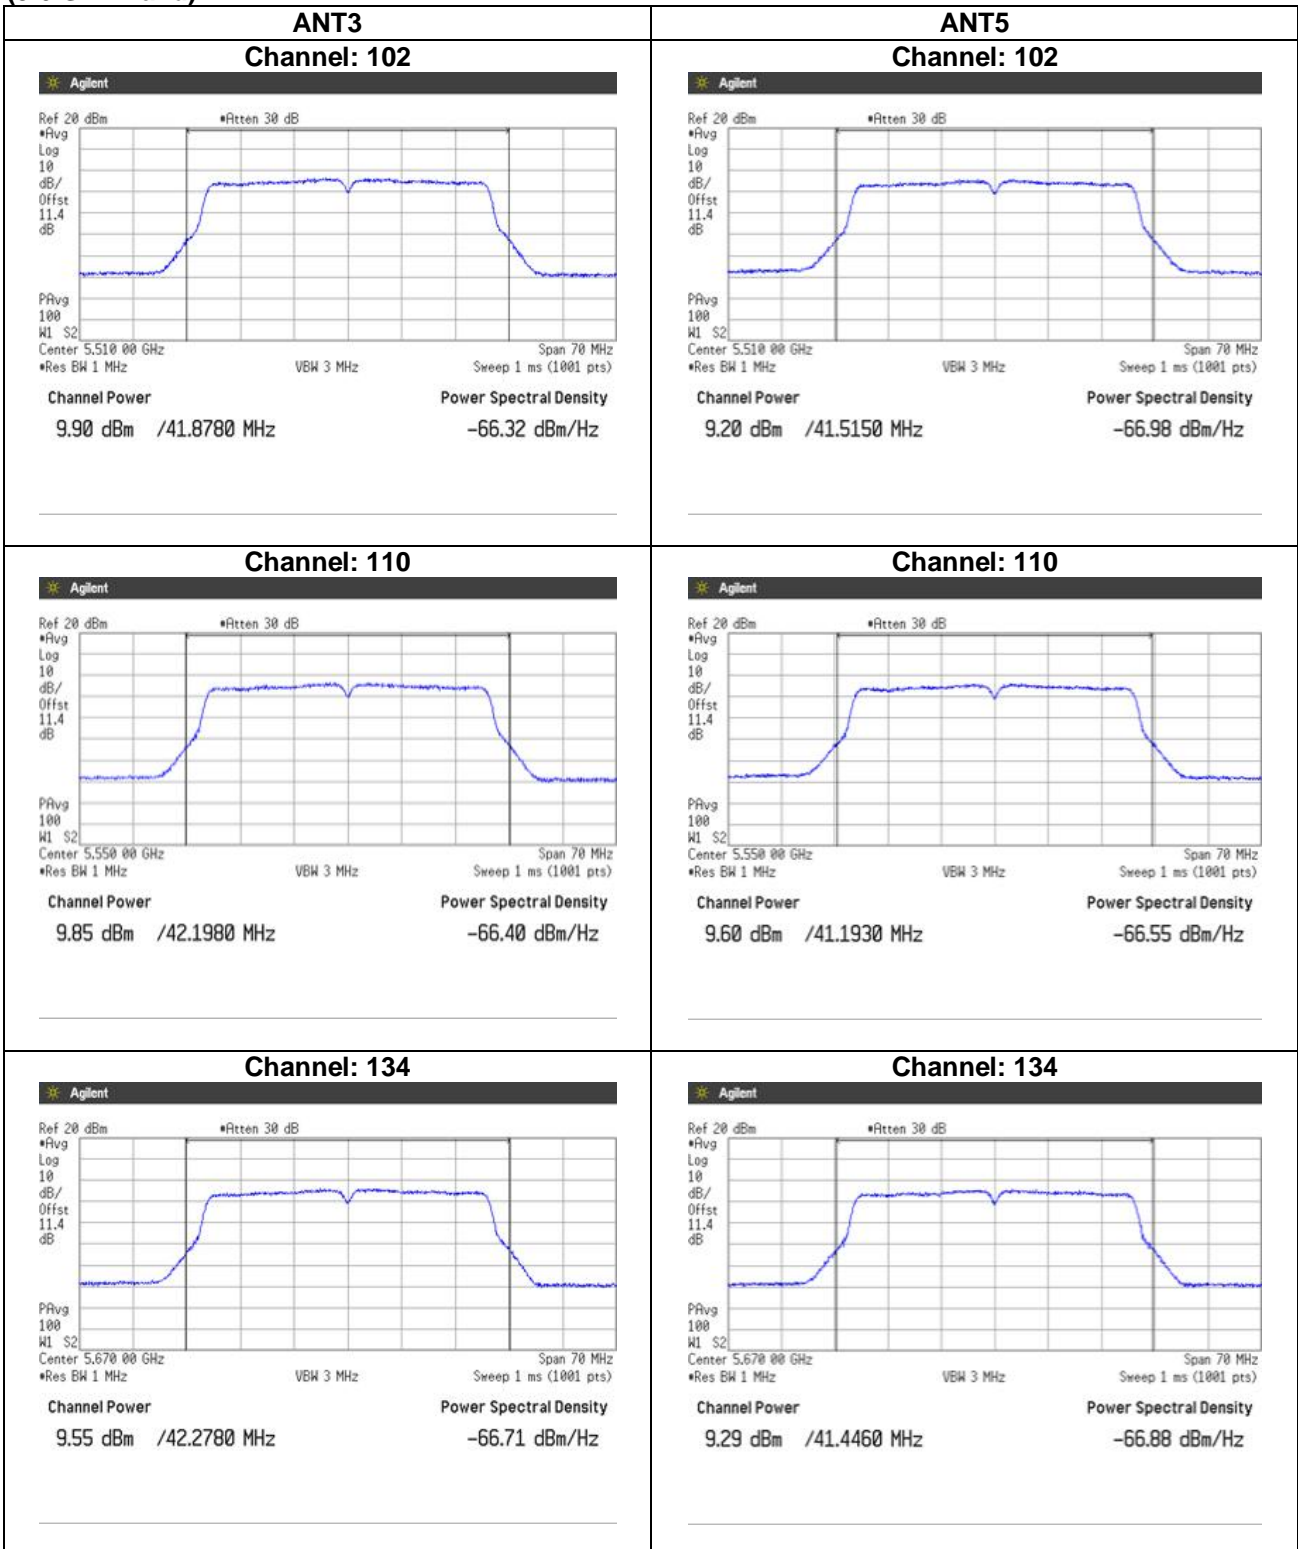 ANT3 ANT5
Channel: 102 Channel: 102
Agilent Agilent
Ref 20 dBm *Atten 30 dB Ref 20 dBm *Atten 30 dB
*Avg *Avg
Log Log
10 10
dB/ dB/
Offst Offst
11.4 11.4
dB dB
PAvg PAvg
100 100
W1 S2 W1 S2
Center 5.510 00 GHz Span 70 MHz Center 5.510 00 GHz Span 70 MHz
*Res BW 1 MHz VBW 3 MHz Sweep 1 ms (1001 pts) *Res BW 1 MHz VBW 3 MHz Sweep 1 ms (1001 pts)
Channel Power Power Spectral Density Channel Power Power Spectral Density
9.90 dBm /41.8780 MHz -66.32 dBm/Hz 9.20 dBm /41.5150 MHz -66.98 dBm/Hz
Channel: 110 Channel: 110
Agilent Agilent
Ref 20 dBm *Atten 30 dB Ref 20 dBm *Atten 30 dB
*Avg *Avg
Log Log
10 10
dB/ dB/
Offst Offst
11.4 11.4
dB dB
PAvg PAvg
100 100
W1 S2 W1 S2
Center 5.550 00 GHz Span 70 MHz Center 5.550 00 GHz Span 70 MHz
*Res BW 1 MHz VBW 3 MHz Sweep 1 ms (1001 pts) *Res BW 1 MHz VBW 3 MHz Sweep 1 ms (1001 pts)
Channel Power Power Spectral Density Channel Power Power Spectral Density
9.85 dBm /42.1980 MHz -66.40 dBm/Hz 9.60 dBm /41.1930 MHz -66.55 dBm/Hz
Channel: 134 Channel: 134
Agilent Agilent
Ref 20 dBm *Atten 30 dB Ref 20 dBm *Atten 30 dB
*Avg *Avg
Log Log
10 10
dB/ dB/
Offst Offst
11.4 11.4
dB dB
PAvg PAvg
100 100
W1 S2 W1 S2
Center 5.670 00 GHz Span 70 MHz Center 5.670 00 GHz Span 70 MHz
*Res BW 1 MHz VBW 3 MHz Sweep 1 ms (1001 pts) *Res BW 1 MHz VBW 3 MHz Sweep 1 ms (1001 pts)
Channel Power Power Spectral Density Channel Power Power Spectral Density
9.55 dBm /42.2780 MHz -66.71 dBm/Hz 9.29 dBm /41.4460 MHz -66.88 dBm/Hz